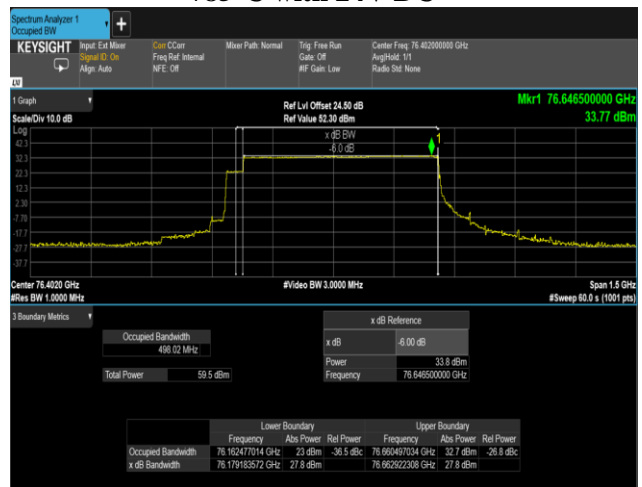 Spectrum Analyzer 1
Occupied BW
+
KEYSIGHT Input: Ext Mixer Corr CCorr Mixer Path: Normal Trig: Free Run Center Freq: 76.402000000 GHz
Signal ID: On Freq Ref: Internal Gate: Off Avg|Hold: 1/1
Align: Auto NFE: Off #IF Gain: Low Radio Std: None
LXI
1 Graph Ref Lvl Offset 24.50 dB Mkr1 76.646500000 GHz
Scale/Div 10.0 dB Ref Value 52.30 dBm 33.77 dBm
Log
x dB BW
-6.0 dB
1
42.3
32.3
22.3
12.3
2.30
-7.70
-17.7
-27.7
-37.7
Center 76.4020 GHz #Video BW 3.0000 MHz Span 1.5 GHz
#Res BW 1.0000 MHz #Sweep 60.0 s (1001 pts)
3 Boundary Metrics
Occupied Bandwidth
498.02 MHz
Total Power 59.5 dBm
x dB Reference
x dB -6.00 dB
Power 33.8 dBm
Frequency 76.646500000 GHz
Lower Boundary Upper Boundary
Frequency Abs Power Rel Power Frequency Abs Power Rel Power
Occupied Bandwidth 76.162477014 GHz 23 dBm -36.5 dBc 76.660497034 GHz 32.7 dBm -26.8 dBc
x dB Bandwidth 76.179183572 GHz 27.8 dBm 76.662922308 GHz 27.8 dBm